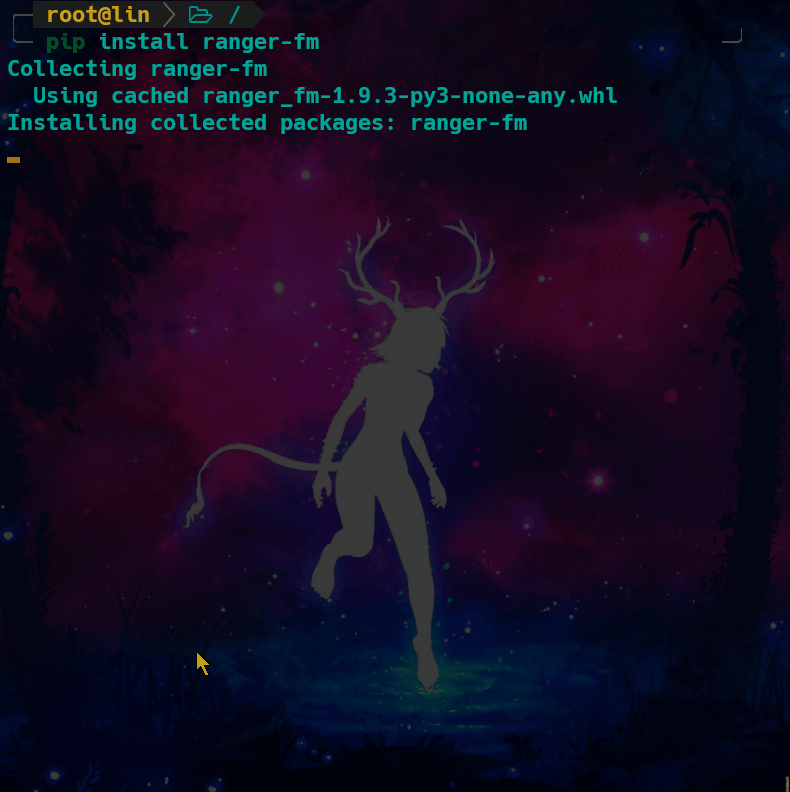 root@lin /
pip install ranger-fm
Collecting ranger-fm
Using cached ranger_fm-1.9.3-py3-none-any.whl
Installing collected packages: ranger-fm